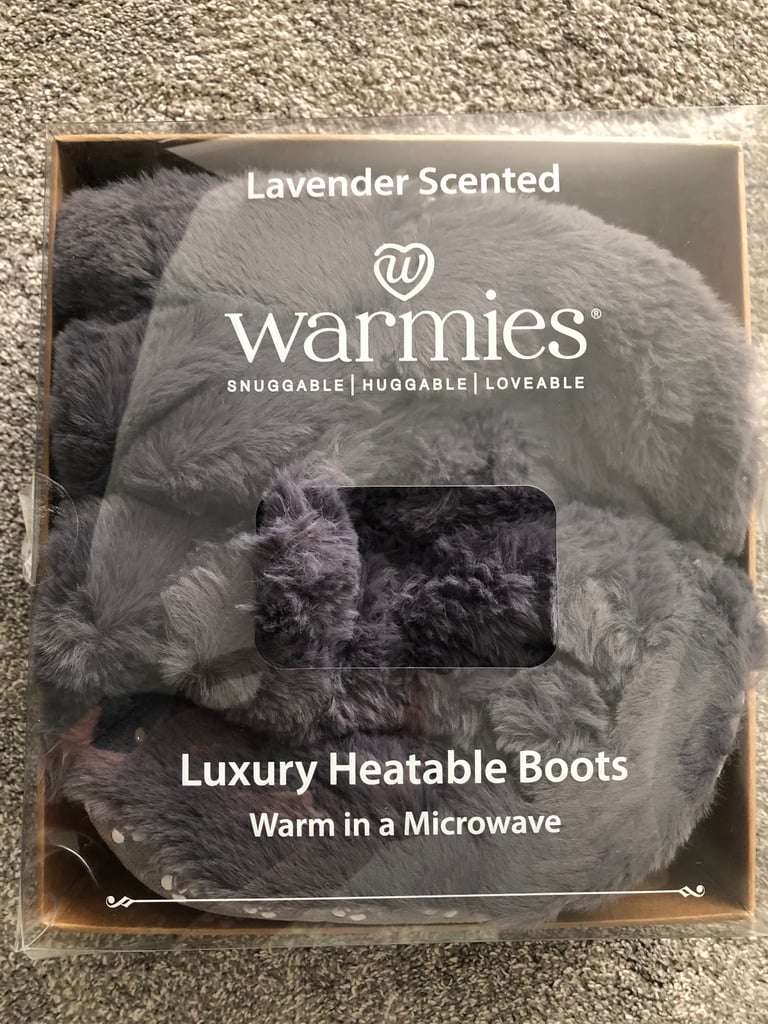 Lavender Scented
w
warmies®
SNUGGABLE | HUGGABLE | LOVEABLE
Luxury Heatable Boots
Warm in a Microwave